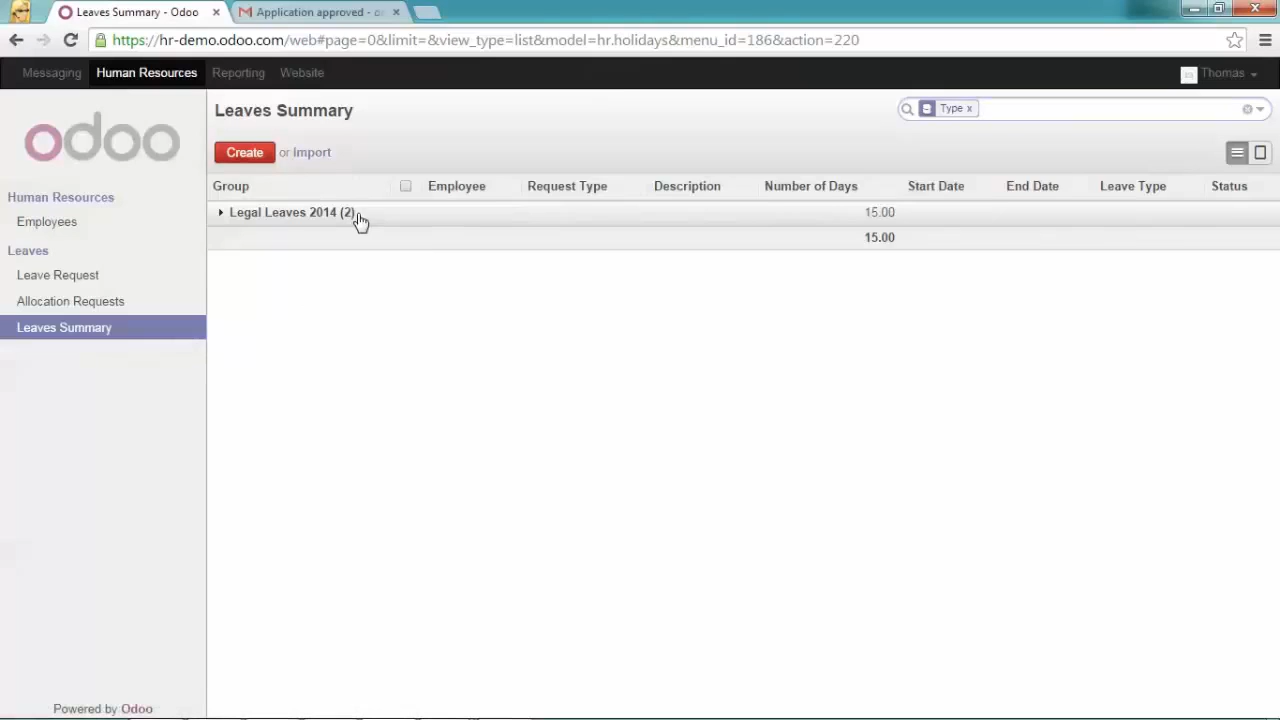 Leaves Summary - Odoo × Application approved - de ×
https://hr-demo.odoo.com/web#page=0&limit=&view_type=list&model=hr.holidays&menu_id=186&action=220
Messaging Human Resources Reporting Website Thomas
odoo
Leaves Summary
Type x
Create or Import
Group Employee Request Type Description Number of Days Start Date End Date Leave Type Status
Legal Leaves 2014 (2) 15.00
15.00
Human Resources
Employees
Leaves
Leave Request
Allocation Requests
Leaves Summary
Powered by Odoo